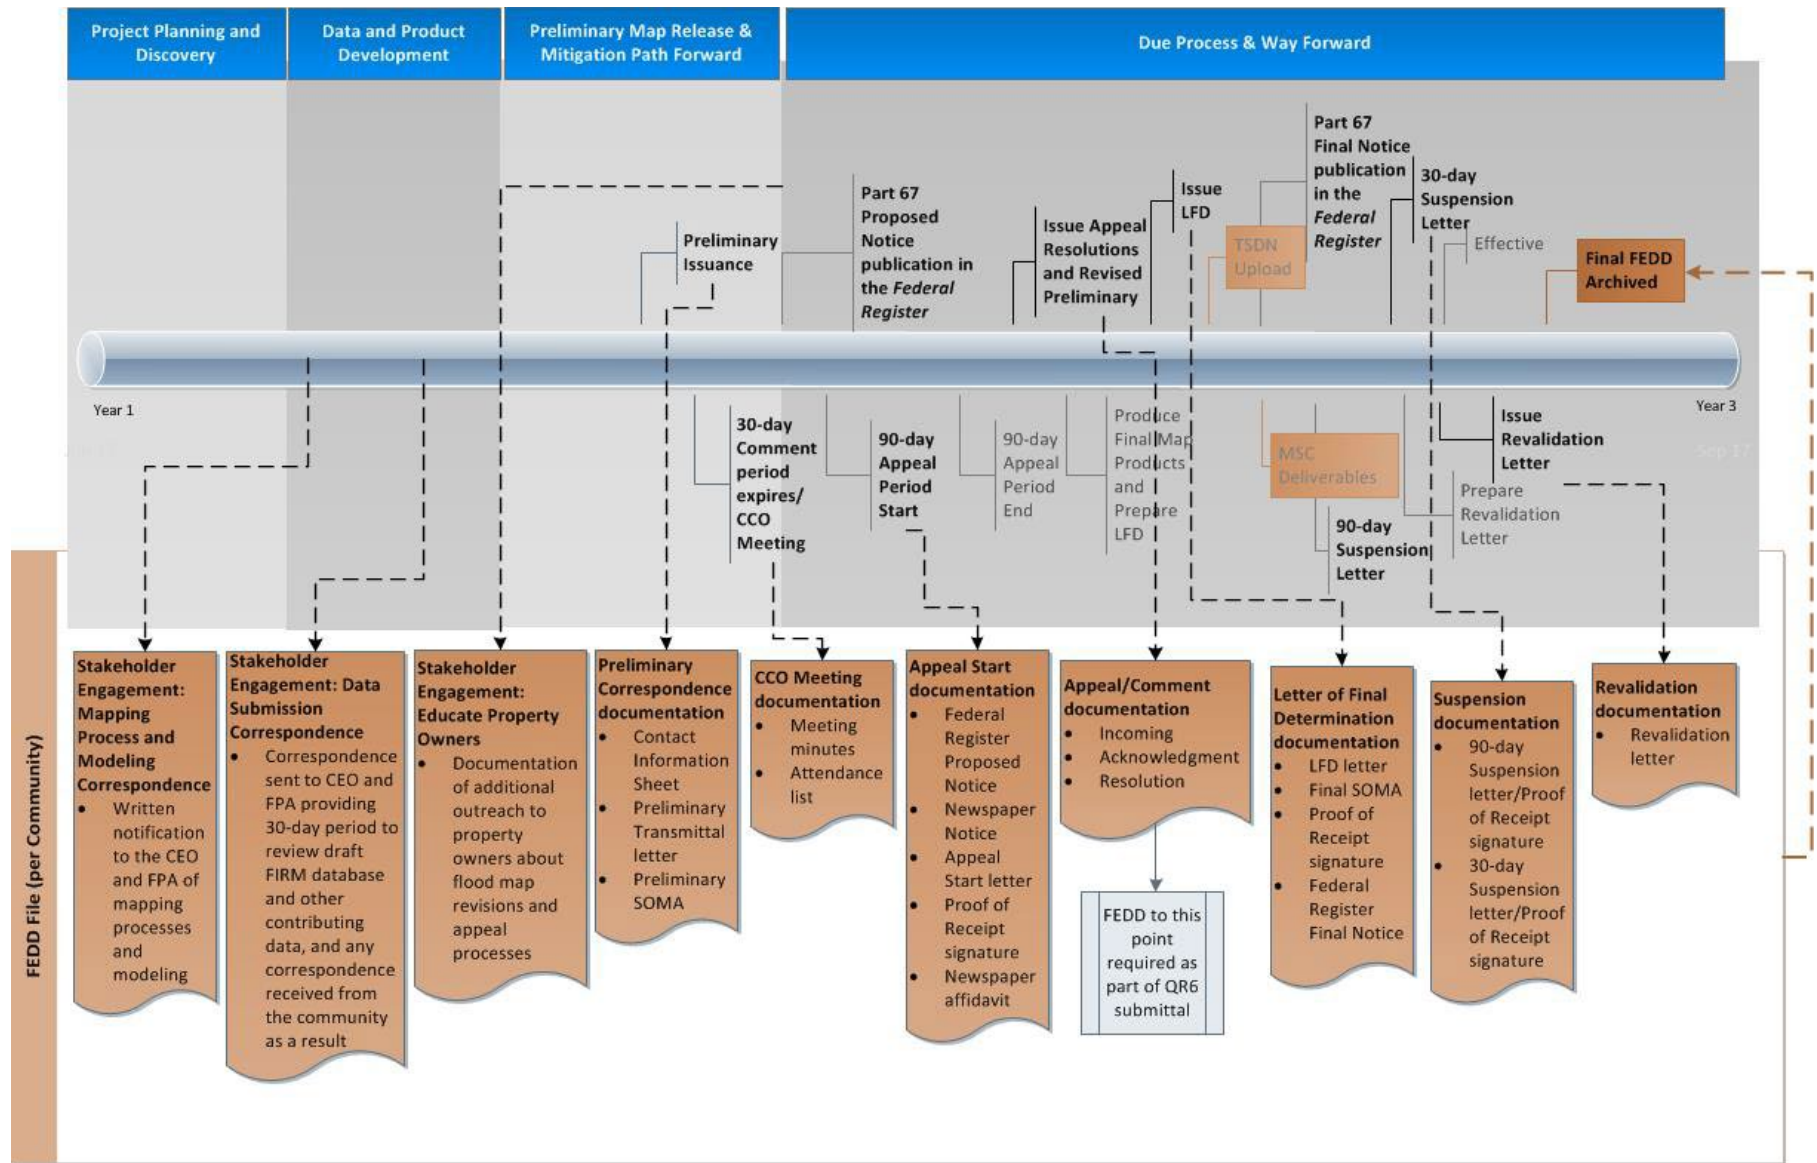 Project Planning and
Discovery
Data and Product
Development
Preliminary Map Release &
Mitigation Path Forward
Due Process & Way Forward
Preliminary
Issuance
Part 67
Proposed
Notice
publication in
the Federal
Register
Issue Appeal
Resolutions
and Revised
Preliminary
Issue
LFD
TSDN
Upload
Part 67
Final Notice
publication
in the
Federal
Register
30-day
Suspension
Letter
Effective
Final FEDD
Archived
Year 1
Year 3
30-day
Comment
period
expires/
CCO
Meeting
90-day
Appeal
Period
Start
90-day
Appeal
Period
End
Produce
Final Map
Products
and
Prepare
LFD
MSC
Deliverables
90-day
Suspension
Letter
Prepare
Revalidation
Letter
Issue
Revalidation
Letter
Sep 17
FEDD File (per Community)
Stakeholder
Engagement:
Mapping
Process and
Modeling
Correspondence
• Written
notification
to the CEO
and FPA of
mapping
processes
and
modeling
Stakeholder
Engagement: Data
Submission
Correspondence
• Correspondence
sent to CEO and
FPA providing
30-day period to
review draft
FIRM database
and other
contributing
data, and any
correspondence
received from
the community
as a result
Stakeholder
Engagement:
Educate Property
Owners
• Documentation
of additional
outreach to
property
owners about
flood map
revisions and
appeal
processes
Preliminary
Correspondence
documentation
• Contact
Information
Sheet
• Preliminary
Transmittal
letter
• Preliminary
SOMA
CCO Meeting
documentation
• Meeting
minutes
• Attendance
list
Appeal Start
documentation
• Federal
Register
Proposed
Notice
• Newspaper
Notice
• Appeal
Start letter
• Proof of
Receipt
signature
• Newspaper
affidavit
Appeal/Comment
documentation
• Incoming
• Acknowledgment
• Resolution
FEDD to this
point
required as
part of QR6
submittal
Letter of Final
Determination
documentation
• LFD letter
• Final SOMA
• Proof of
Receipt
signature
• Federal
Register
Final Notice
Suspension
documentation
• 90-day
Suspension
letter/Proof
of Receipt
signature
• 30-day
Suspension
letter/Proof
of Receipt
signature
Revalidation
documentation
• Revalidation
letter